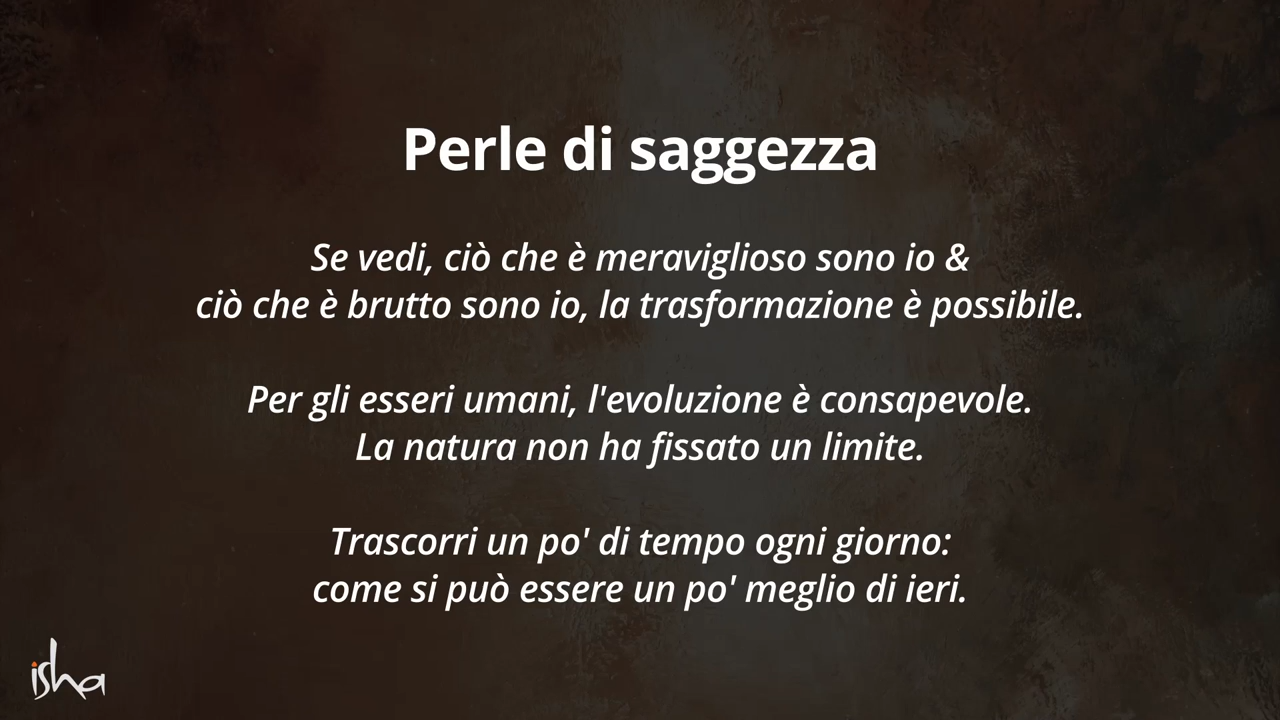 Perle di saggezza
Se vedi, ciò che è meraviglioso sono io &
ciò che è brutto sono io, la trasformazione è possibile.
Per gli esseri umani, l'evoluzione è consapevole.
La natura non ha fissato un limite.
Trascorri un po' di tempo ogni giorno:
come si può essere un po' meglio di ieri.
isha